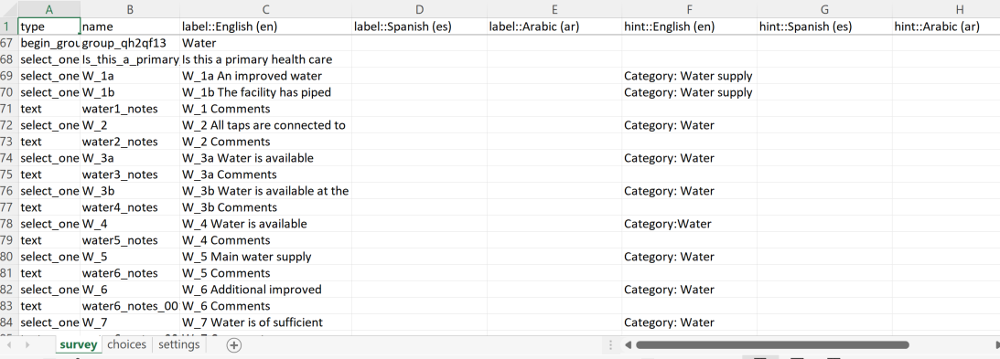 A B C D E F G H
1 type name label::English (en) label::Spanish (es) label::Arabic (ar) hint::English (en) hint::Spanish (es) hint::Arabic (ar)
67 begin_grou group_qh2qf13 Water
68 select_one Is_this_a_primary Is this a primary health care
69 select_one W_1a W_1a An improved water Category: Water supply
70 select_one W_1b W_1b The facility has piped Category: Water supply
71 text water1_notes W_1 Comments
72 select_one W_2 W_2 All taps are connected to Category: Water
73 text water2_notes W_2 Comments
74 select_one W_3a W_3a Water is available Category: Water
75 text water3_notes W_3a Comments
76 select_one W_3b W_3b Water is available at the Category: Water
77 text water4_notes W_3b Comments
78 select_one W_4 W_4 Water is available Category:Water
79 text water5_notes W_4 Comments
80 select_one W_5 W_5 Main water supply Category: Water
81 text water6_notes W_5 Comments
82 select_one W_6 W_6 Additional improved Category: Water
83 text water6_notes_00 W_6 Comments
84 select_one W_7 W_7 Water is of sufficient Category: Water
survey choices settings